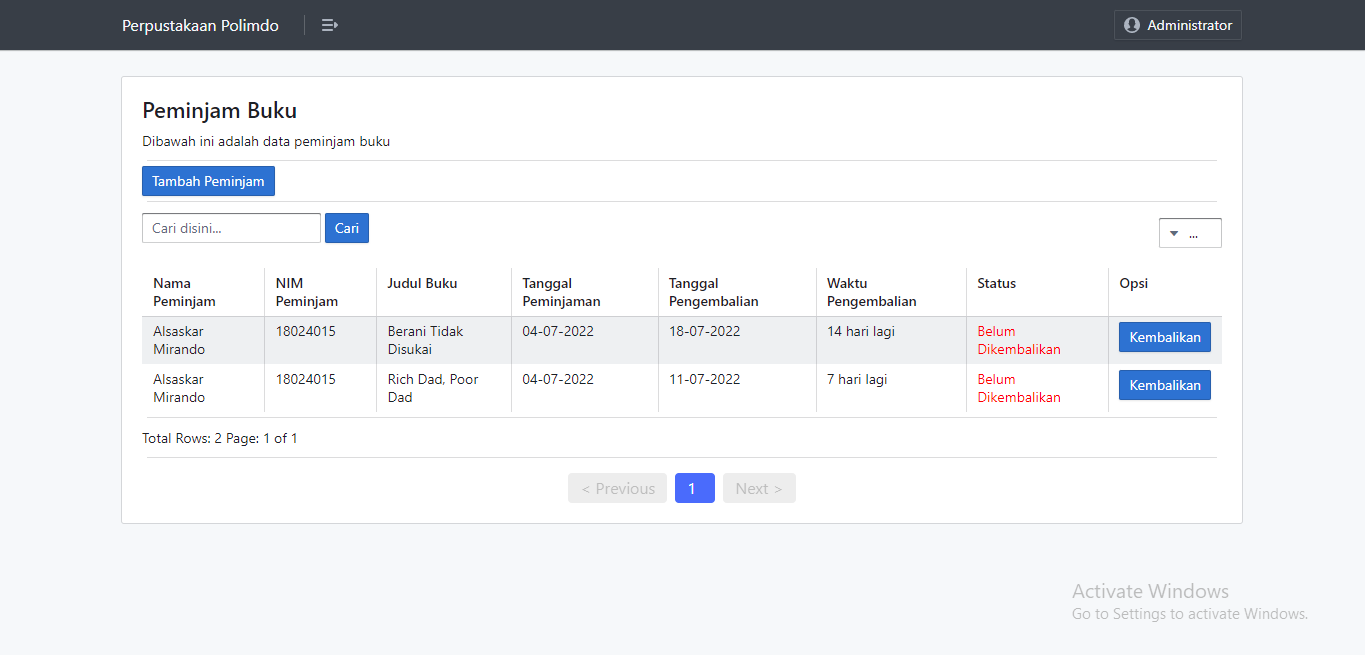 Perpustakaan Polimdo
Administrator
Peminjam Buku
Dibawah ini adalah data peminjam buku
Tambah Peminjam
Cari disini...
Cari
...
Nama Peminjam
NIM Peminjam
Judul Buku
Tanggal Peminjaman
Tanggal Pengembalian
Waktu Pengembalian
Status
Opsi
Alsaskar Mirando
18024015
Berani Tidak Disukai
04-07-2022
18-07-2022
14 hari lagi
Belum Dikembalikan
Kembalikan
Alsaskar Mirando
18024015
Rich Dad, Poor Dad
04-07-2022
11-07-2022
7 hari lagi
Belum Dikembalikan
Kembalikan
Total Rows: 2 Page: 1 of 1
< Previous
1
Next >
Activate Windows
Go to Settings to activate Windows.